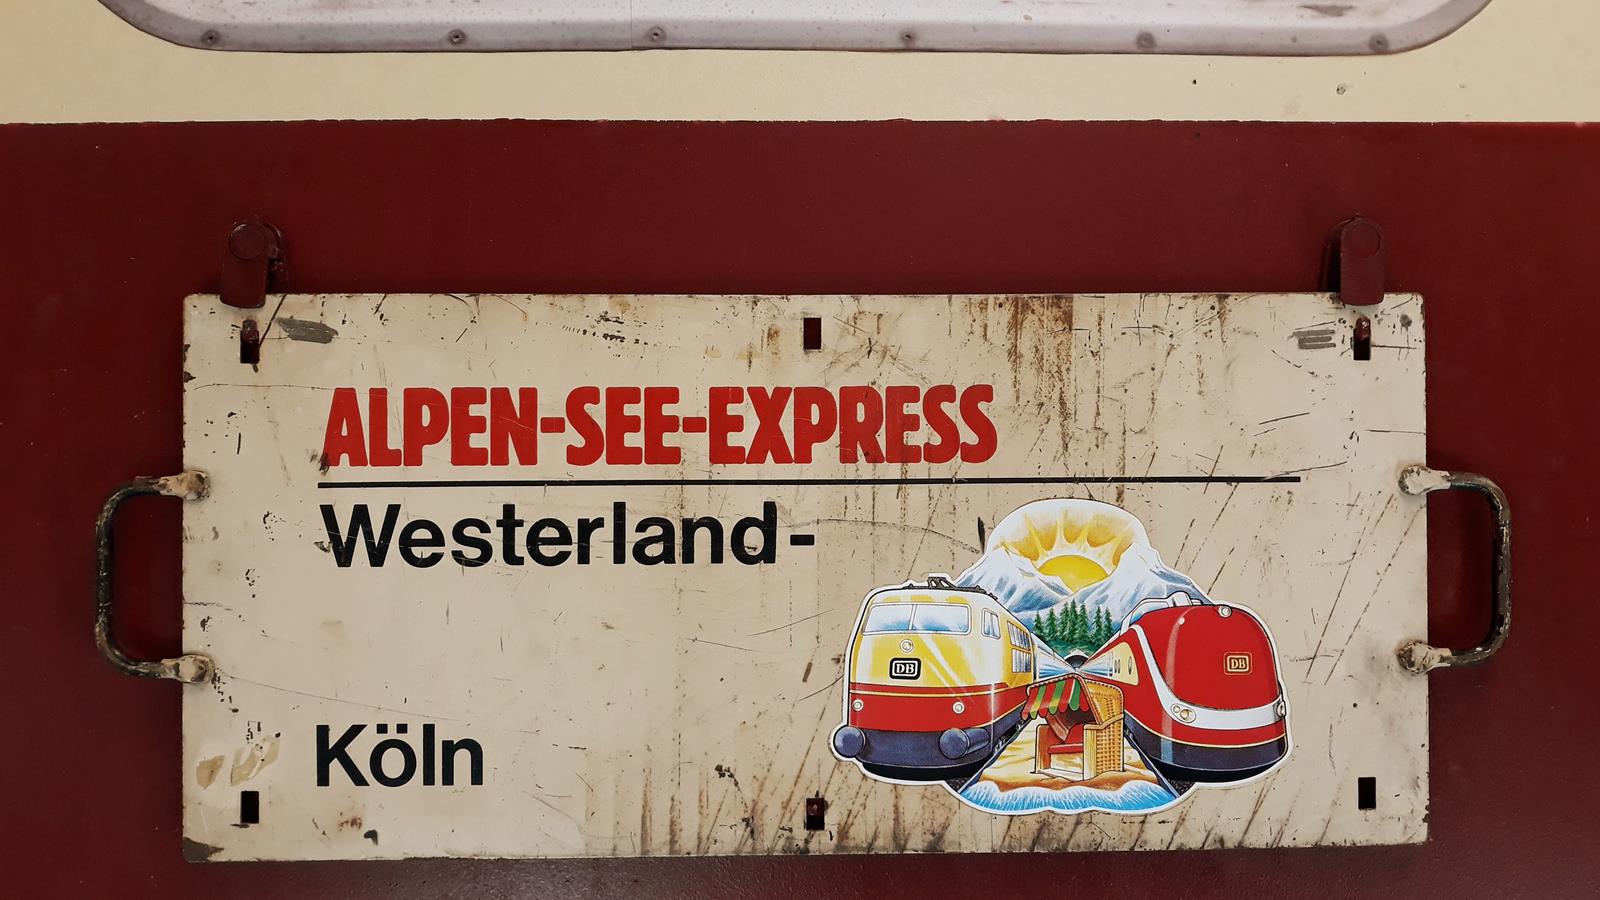 ALPEN-SEE-EXPRESS
Westerland-
Köln
DB
DB